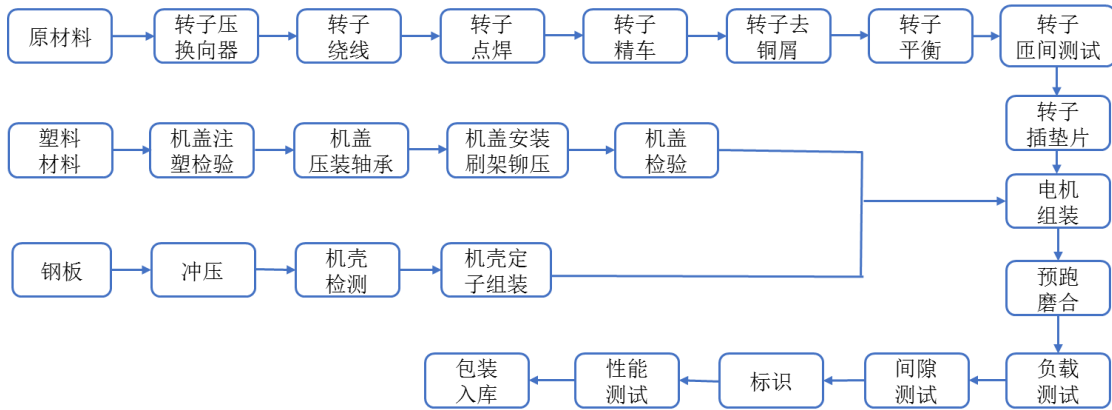 原材料
转子压
换向器
转子
绕线
转子
点焊
转子
精车
转子去
铜屑
转子
平衡
转子
匝间测试
转子
插垫片
塑料
材料
机盖注
塑检验
机盖
压装轴承
机盖安装
刷架铆压
机盖
检验
电机
组装
钢板
冲压
机壳
检测
机壳定
子组装
预跑
磨合
负载
测试
间隙
测试
标识
性能
测试
包装
入库